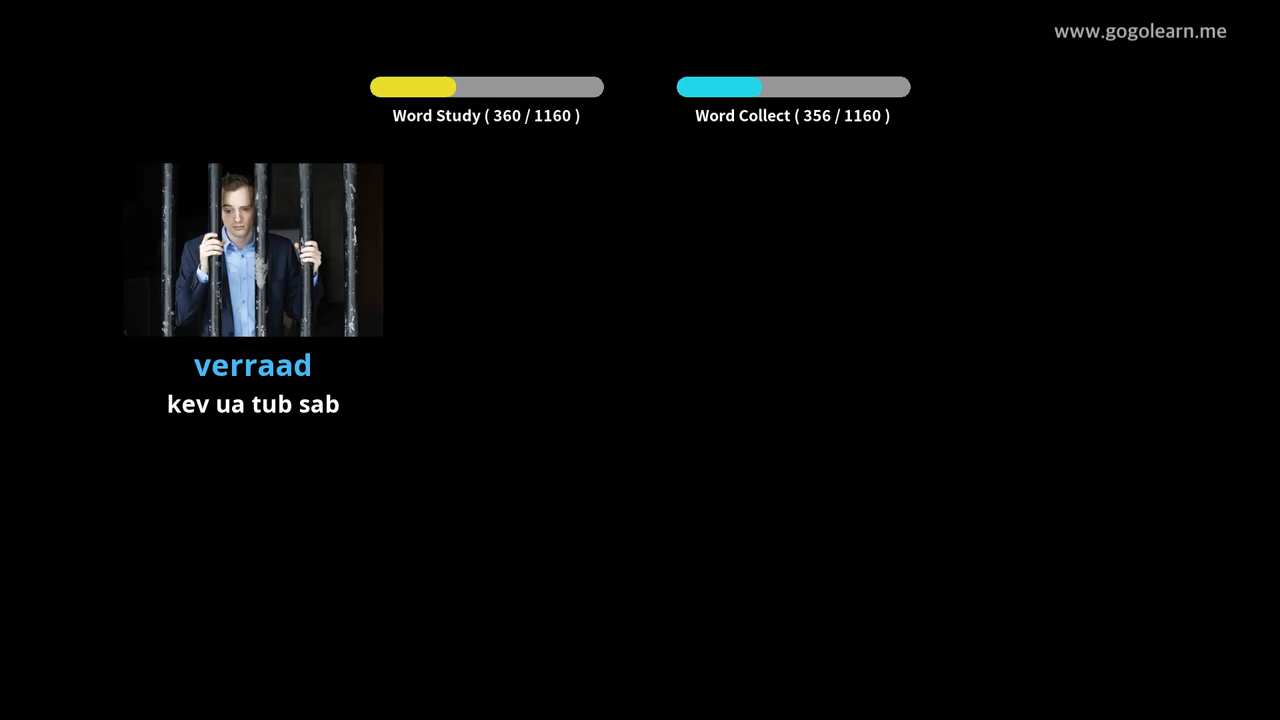 www.gogolearn.me
Word Study ( 360 / 1160 )
Word Collect ( 356 / 1160 )
verraad
kev ua tub sab